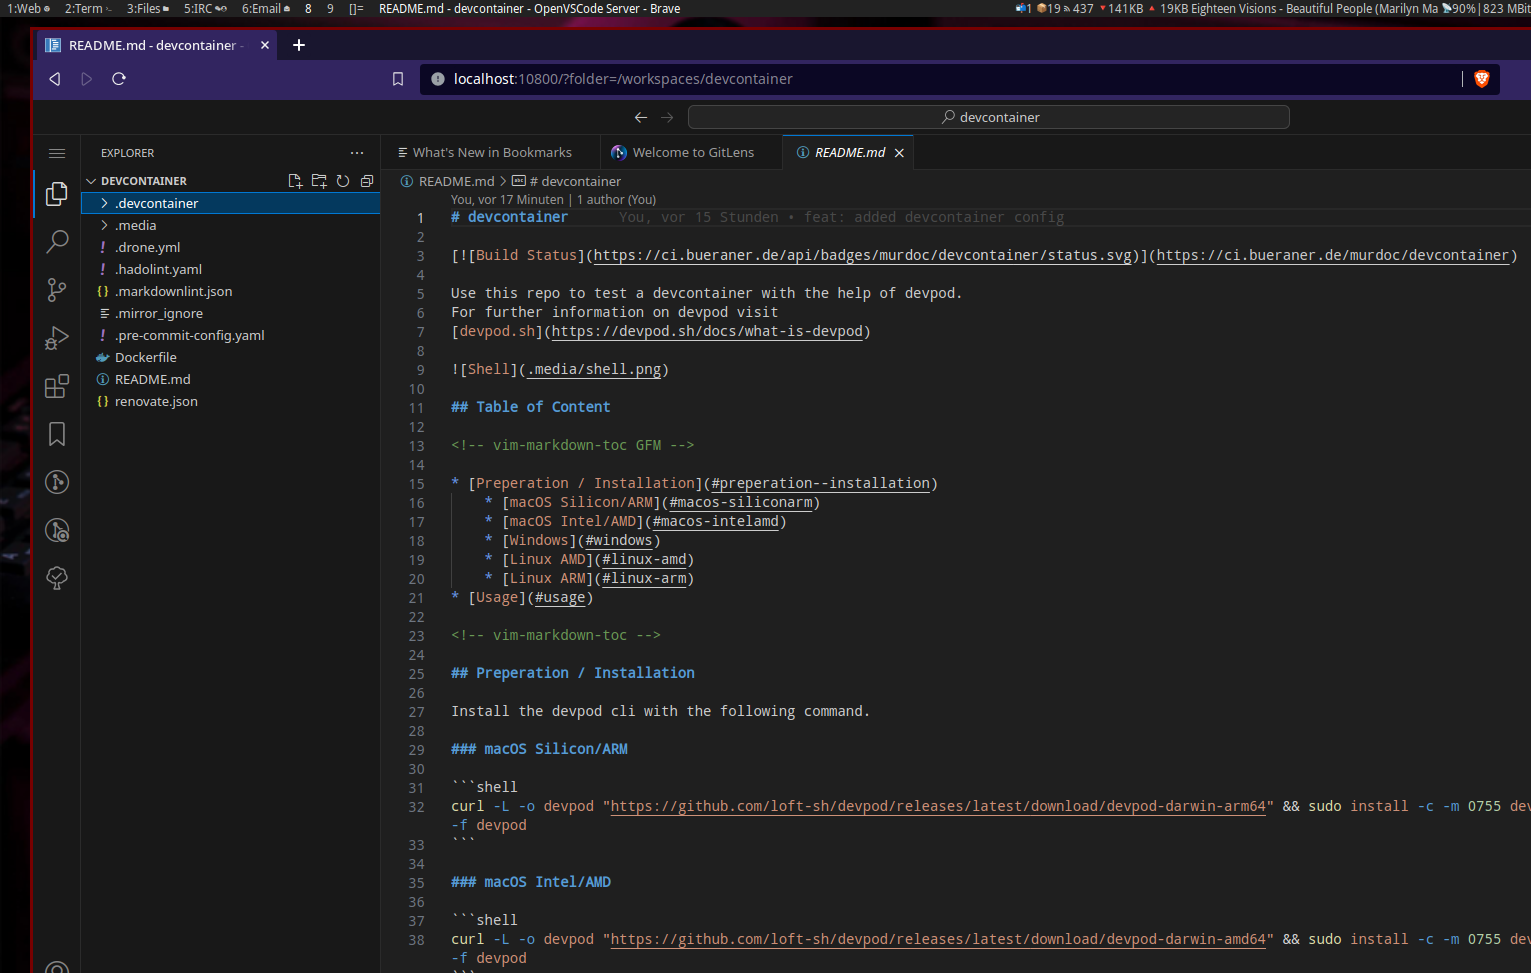 1:Web 2:Term 3:Files 5:IRC 6:Email 8 9 []= README.md - devcontainer - OpenVSCode Server - Brave 1 19 437 141KB 19KB Eighteen Visions - Beautiful People (Marilyn Ma 90%|823 MBit
README.md - devcontainer -
localhost:10800/?folder=/workspaces/devcontainer
devcontainer
EXPLORER
DEVCONTAINER
.devcontainer
.media
.drone.yml
.hadolint.yaml
.markdownlint.json
.mirror_ignore
.pre-commit-config.yaml
Dockerfile
README.md
renovate.json
What's New in Bookmarks Welcome to GitLens README.md
README.md > # devcontainer
You, vor 17 Minuten | 1 author (You)
1 # devcontainer You, vor 15 Stunden • feat: added devcontainer config
2
3 [![Build Status](https://ci.bueraner.de/api/badges/murdoc/devcontainer/status.svg)](https://ci.bueraner.de/murdoc/devcontainer)
4
5 Use this repo to test a devcontainer with the help of devpod.
6 For further information on devpod visit
7 [devpod.sh](https://devpod.sh/docs/what-is-devpod)
8
9 ![Shell](.media/shell.png)
10
11 ## Table of Content
12
13 <!-- vim-markdown-toc GFM -->
14
15 * [Preperation / Installation](#preperation--installation)
16 * [macOS Silicon/ARM](#macos-siliconarm)
17 * [macOS Intel/AMD](#macos-intelamd)
18 * [Windows](#windows)
19 * [Linux AMD](#linux-amd)
20 * [Linux ARM](#linux-arm)
21 * [Usage](#usage)
22
23 <!-- vim-markdown-toc -->
24
25 ## Preperation / Installation
26
27 Install the devpod cli with the following command.
28
29 ### macOS Silicon/ARM
30
31 ```shell
32 curl -L -o devpod "https://github.com/loft-sh/devpod/releases/latest/download/devpod-darwin-arm64" && sudo install -c -m 0755 dev
-f devpod
33 ```
34
35 ### macOS Intel/AMD
36
37 ```shell
38 curl -L -o devpod "https://github.com/loft-sh/devpod/releases/latest/download/devpod-darwin-amd64" && sudo install -c -m 0755 dev
-f devpod